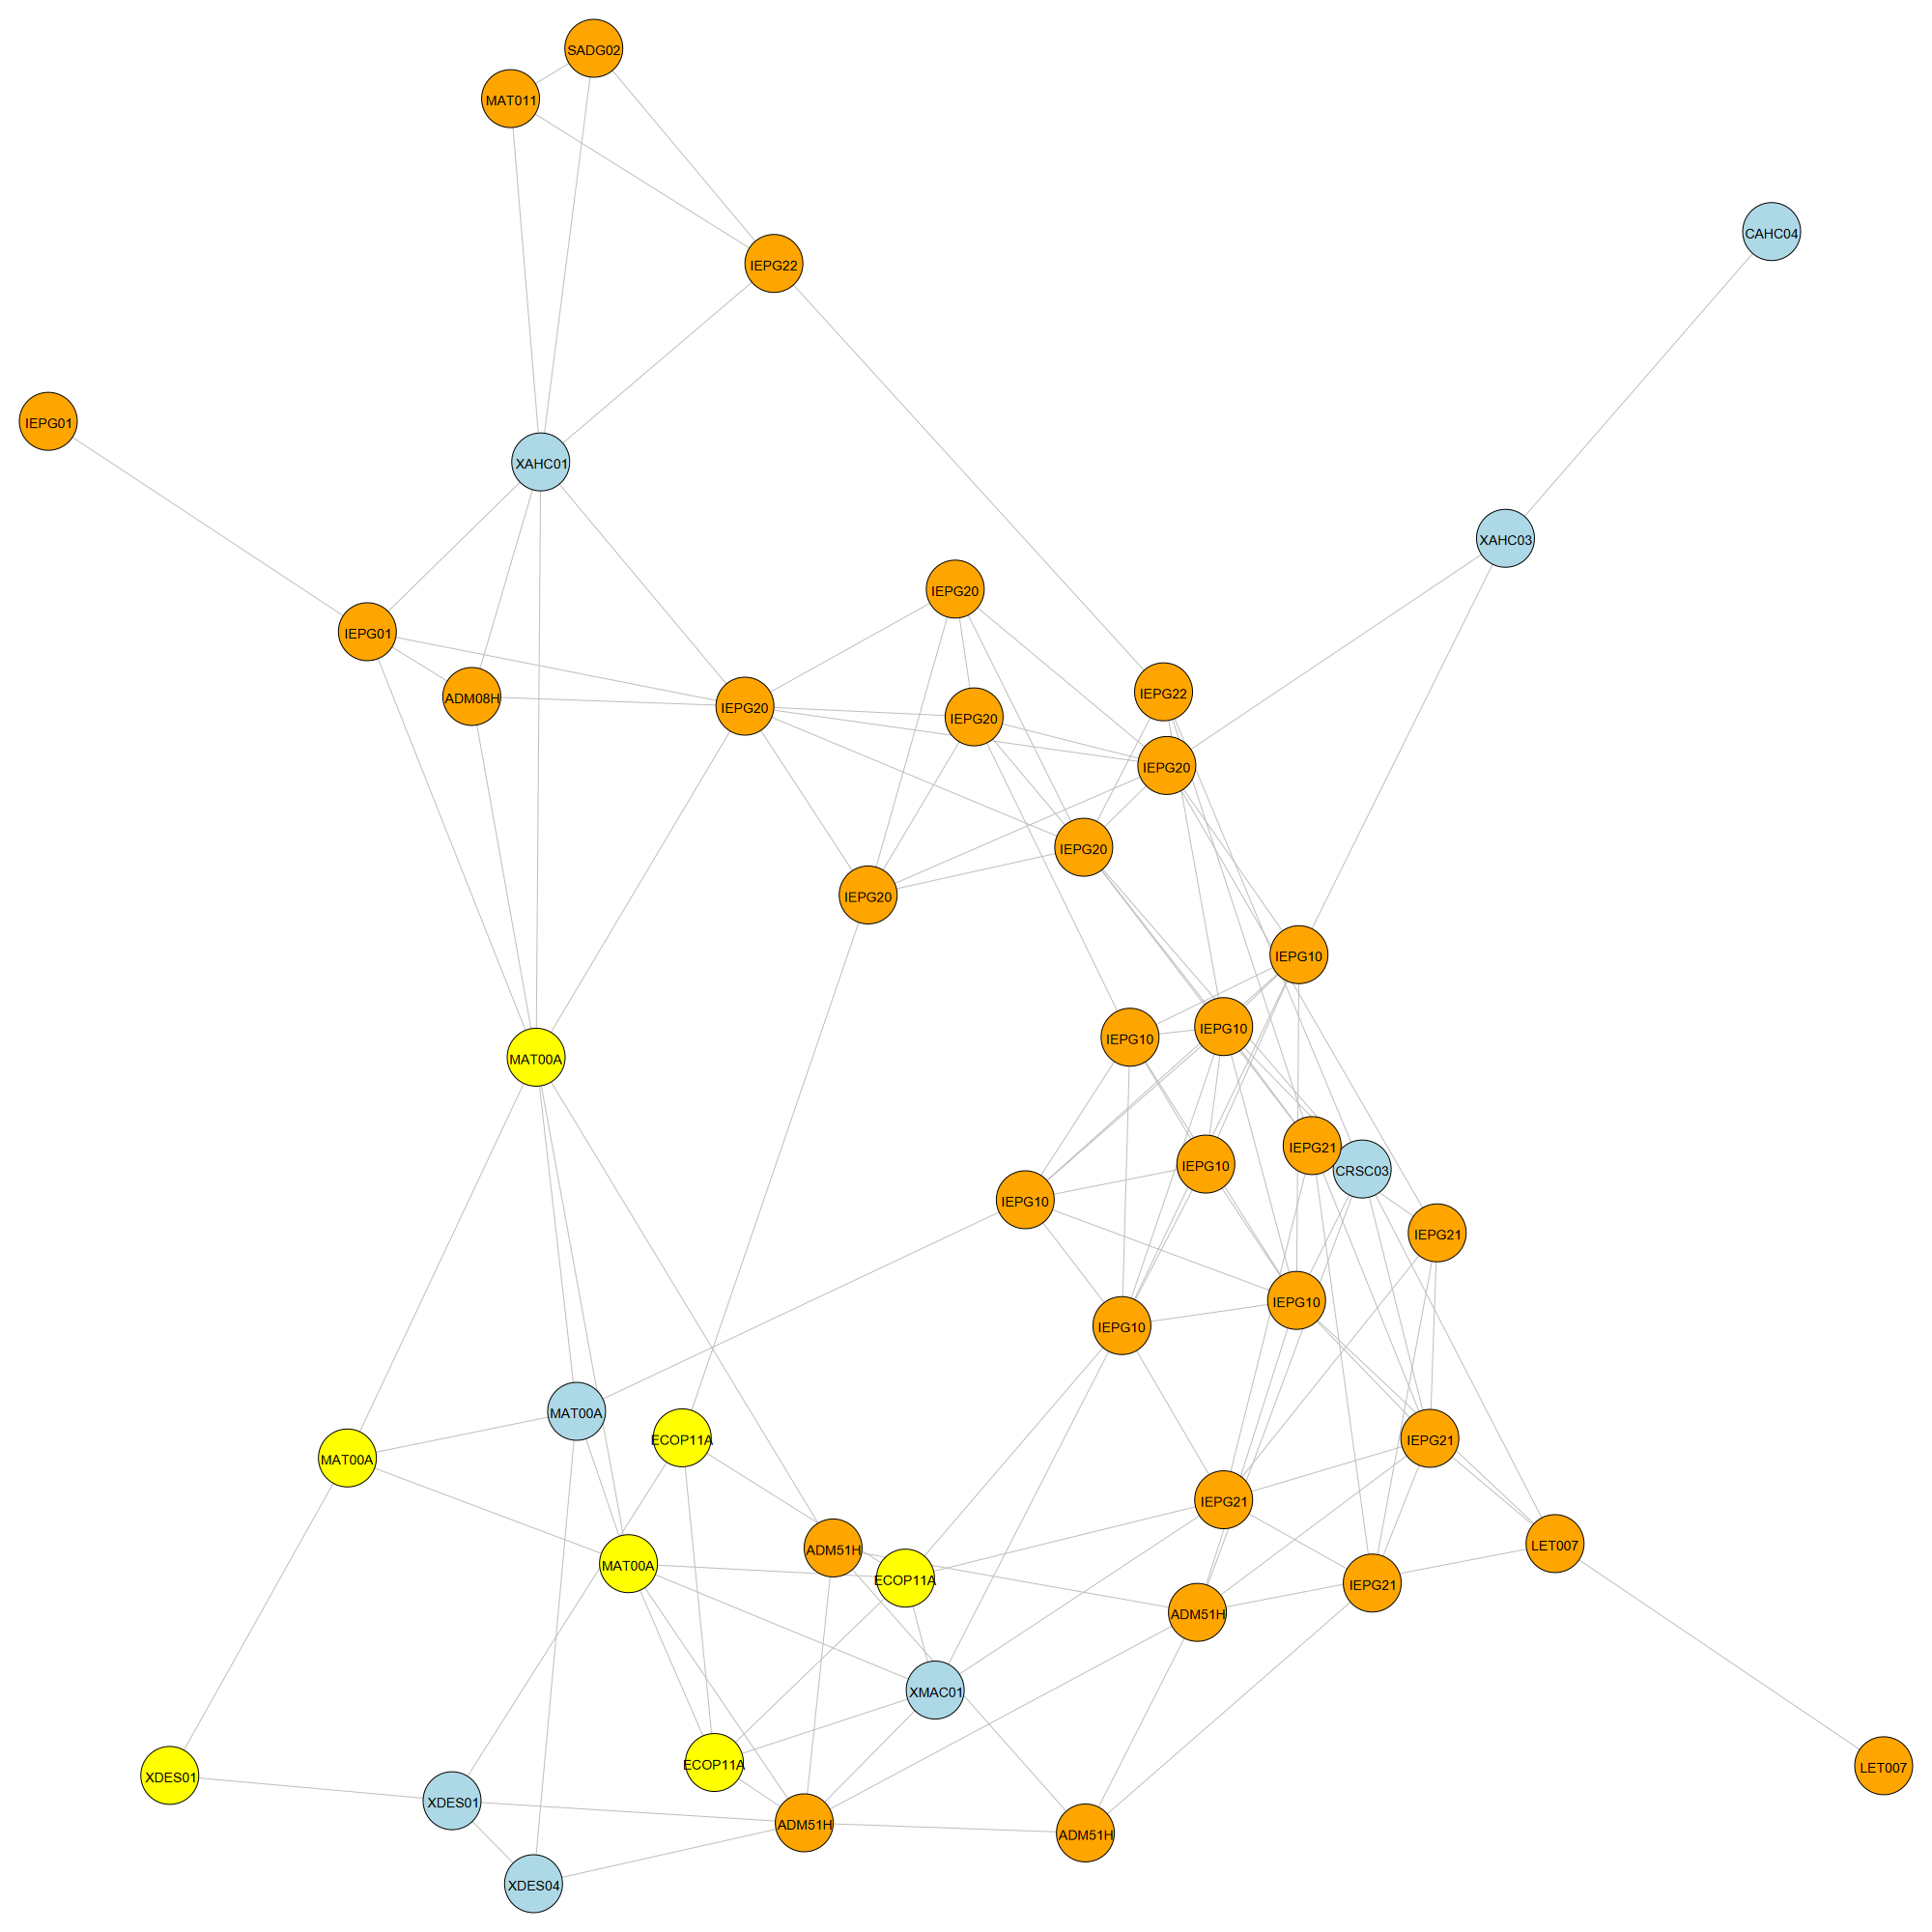 SADG02
MAT011
CAHC04
IEPG22
IEPG01
XAHC01
XAHC03
IEPG20
IEPG01
IEPG22
ADM08H
IEPG20
IEPG20
IEPG20
IEPG20
IEPG20
IEPG10
IEPG10
IEPG10
MAT00A
IEPG21
IEPG10
CRSC03
IEPG10
IEPG21
IEPG10
IEPG10
MAT00A
ECOP11A
IEPG21
MAT00A
IEPG21
LET007
ADM51H
MAT00A
ECOP11A
IEPG21
ADM51H
XMAC01
ECOP11A
LET007
XDES01
XDES01
ADM51H
ADM51H
XDES04